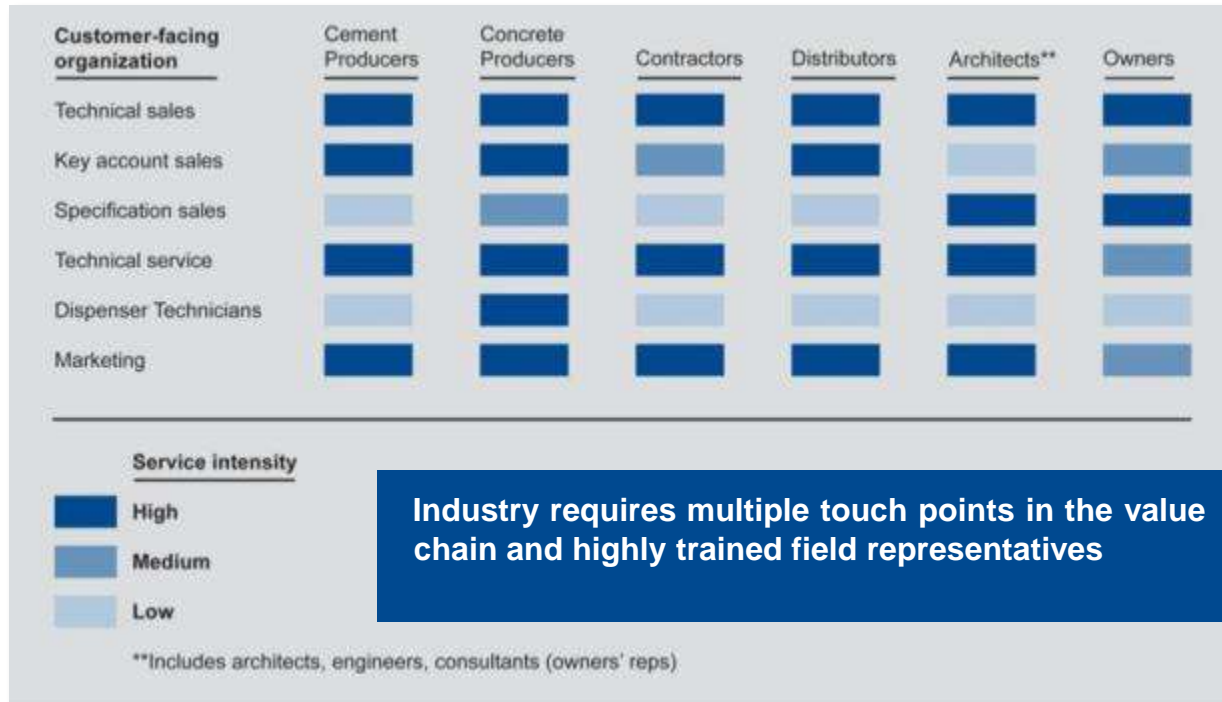 Customer-facing organization
Cement Producers
Concrete Producers
Contractors
Distributors
Architects**
Owners
Technical sales
Key account sales
Specification sales
Technical service
Dispenser Technicians
Marketing
Service intensity
High
Medium
Low
Industry requires multiple touch points in the value
chain and highly trained field representatives
**Includes architects, engineers, consultants (owners' reps)